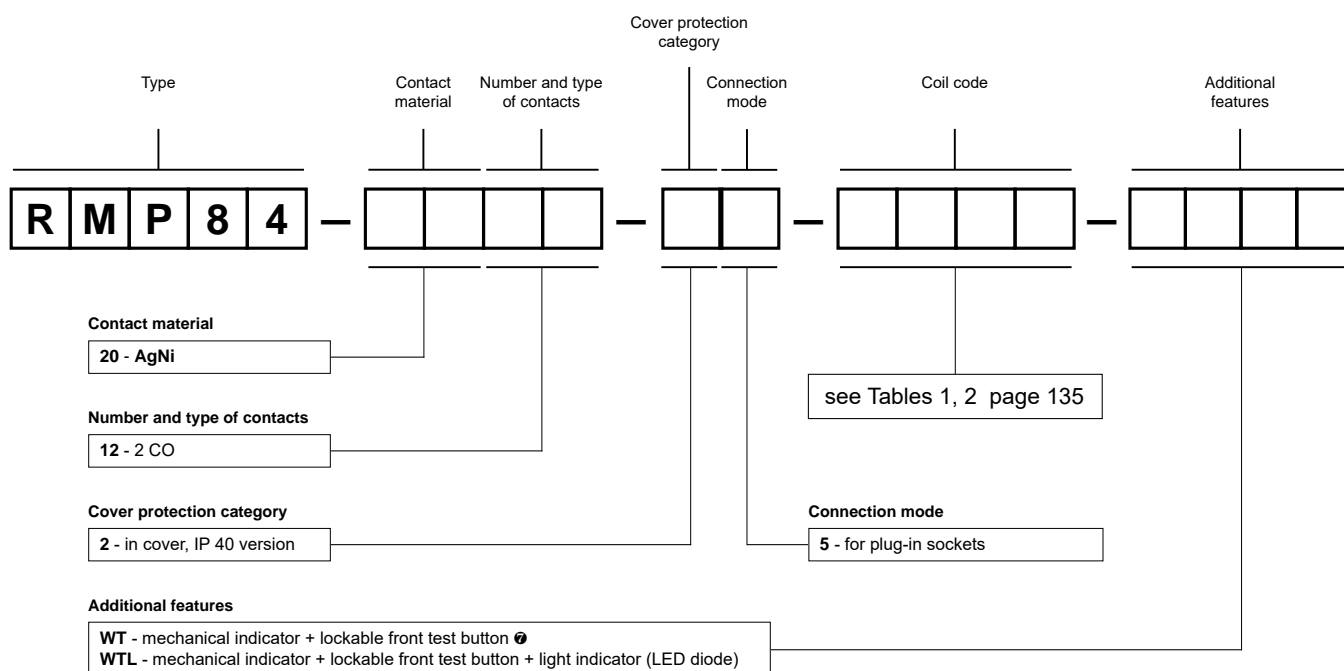 Cover protection
category
Type
Contact
material
Number and type
of contacts
Connection
mode
Coil code
Additional
features
R M P 8 4 – – – –
Contact material
20 - AgNi
see Tables 1, 2 page 135
Number and type of contacts
12 - 2 CO
Cover protection category
2 - in cover, IP 40 version
Connection mode
5 - for plug-in sockets
Additional features
WT - mechanical indicator + lockable front test button ❼
WTL - mechanical indicator + lockable front test button + light indicator (LED diode)